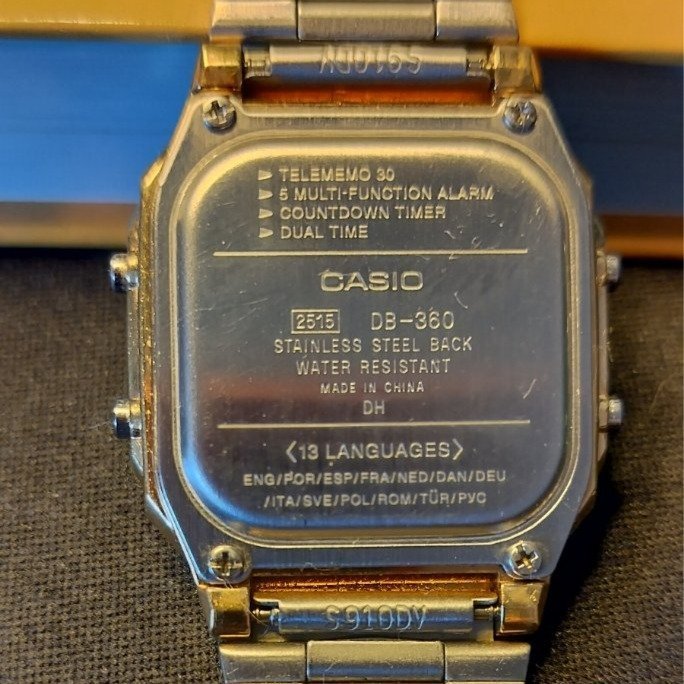 S910DV
▶ TELEMEMO 30
▶ 5 MULTI-FUNCTION ALARM
▶ COUNTDOWN TIMER
▶ DUAL TIME
CASIO
2515 DB-360
STAINLESS STEEL BACK
WATER RESISTANT
MADE IN CHINA
DH
〈13 LANGUAGES〉
ENG/POR/ESP/FRA/NED/DAN/DEU
/ITA/SVE/POL/ROM/TÜR/РУС
S910DV